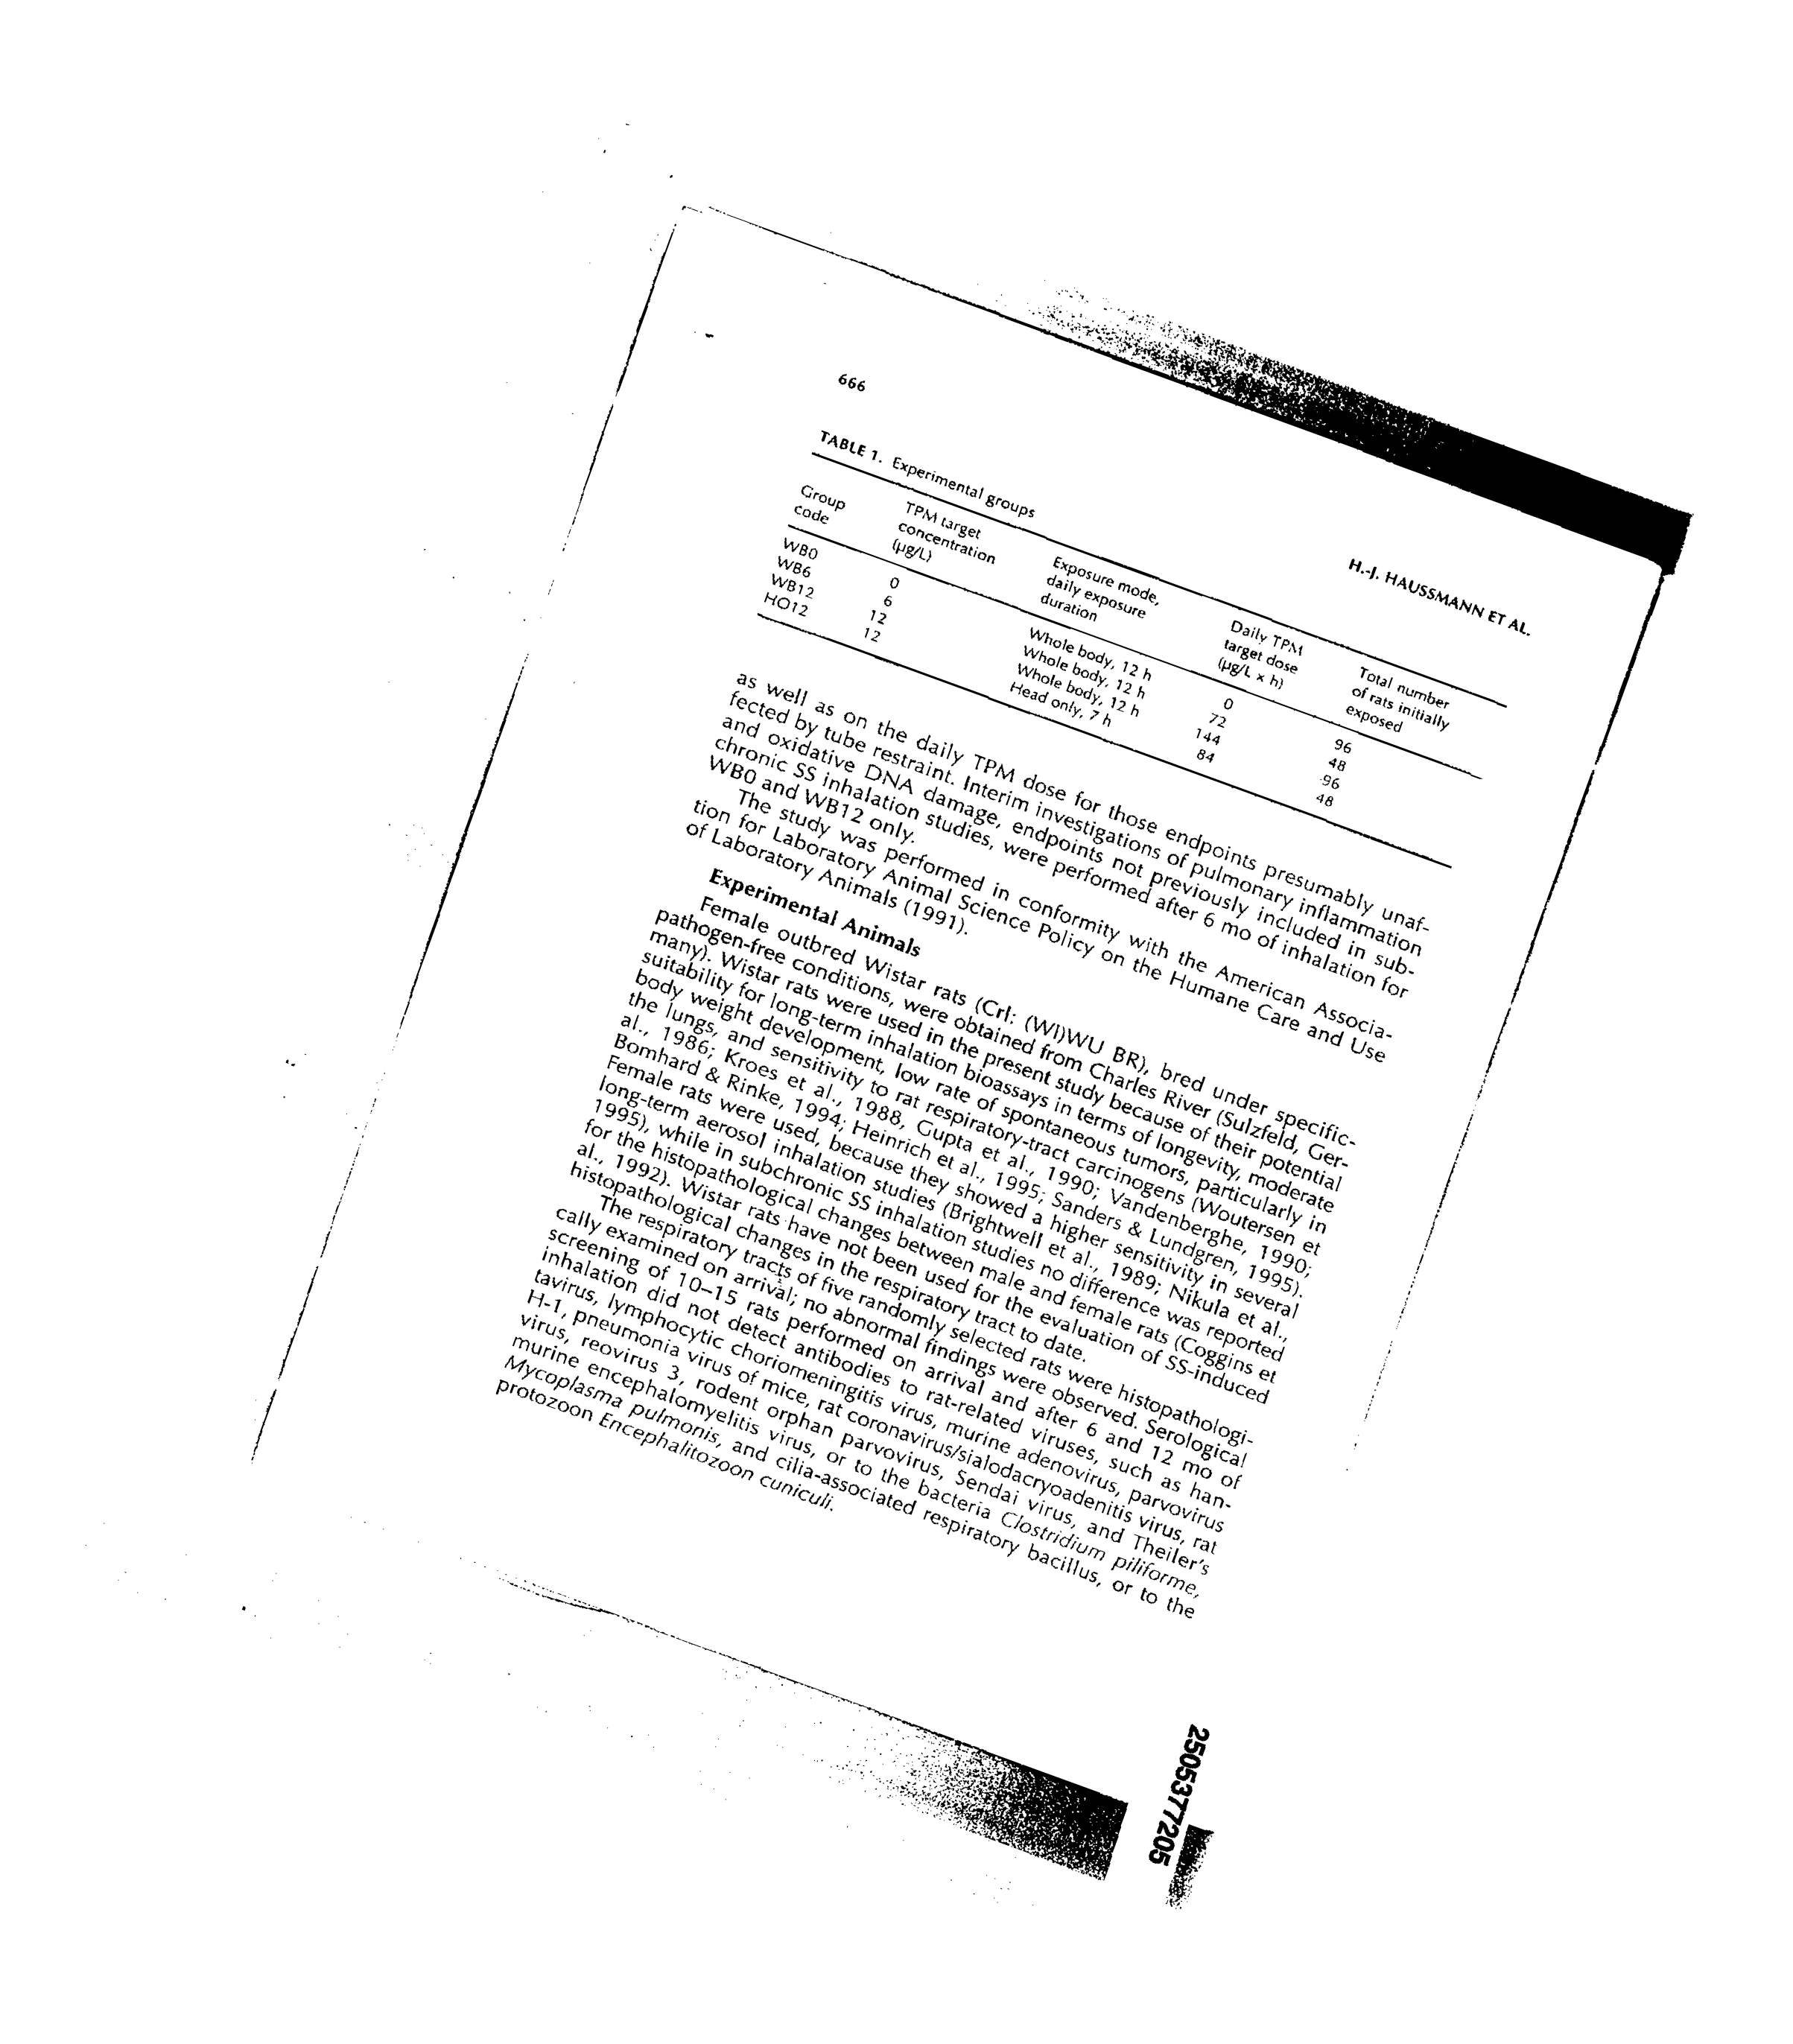 666
H.-J. HAUSSMANN ET AL.
TABLE 1. Experimental groups
Group code | TPM target concentration (µg/L) | Exposure mode, daily exposure duration | Daily TPM target dose (µg/L × h) | Total number of rats initially exposed
WB0 0 Whole body, 12 h 0 96
WB6 6 Whole body, 12 h 72 48
WB12 12 Whole body, 12 h 144 96
HO12 12 Head only, 7 h 84 48
as well as on the daily TPM dose for those endpoints presumably unaf-
fected by tube restraint. Interim investigations of pulmonary inflammation
and oxidative DNA damage, endpoints not previously included in sub-
chronic SS inhalation studies, were performed after 6 mo of inhalation for
WB0 and WB12 only.
The study was performed in conformity with the American Associa-
tion for Laboratory Animal Science Policy on the Humane Care and Use
of Laboratory Animals (1991).
Experimental Animals
Female outbred Wistar rats (Crl: (WI)WU BR), bred under specific-
pathogen-free conditions, were obtained from Charles River (Sulzfeld, Ger-
many). Wistar rats were used in the present study because of their potential
suitability for long-term inhalation bioassays in terms of longevity, moderate
body weight development, low rate of spontaneous tumors, particularly in
the lungs, and sensitivity to rat respiratory-tract carcinogens (Woutersen et
al., 1986; Kroes et al., 1988, Gupta et al., 1990; Vandenberghe, 1990;
Bomhard & Rinke, 1994; Heinrich et al., 1995; Sanders & Lundgren, 1995).
Female rats were used, because they showed a higher sensitivity in several
long-term aerosol inhalation studies (Brightwell et al., 1989; Nikula et al.,
1995), while in subchronic SS inhalation studies no difference was reported
for the histopathological changes between male and female rats (Coggins et
al., 1992). Wistar rats have not been used for the evaluation of SS-induced
histopathological changes in the respiratory tract to date.
The respiratory tracts of five randomly selected rats were histopathologi-
cally examined on arrival; no abnormal findings were observed. Serological
screening of 10–15 rats performed on arrival and after 6 and 12 mo of
inhalation did not detect antibodies to rat-related viruses, such as han-
tavirus, lymphocytic choriomeningitis virus, murine adenovirus, parvovirus
H-1, pneumonia virus of mice, rat coronavirus/sialodacryoadenitis virus, rat
virus, reovirus 3, rodent orphan parvovirus, Sendai virus, and Theiler's
murine encephalomyelitis virus, or to the bacteria Clostridium piliforme,
Mycoplasma pulmonis, and cilia-associated respiratory bacillus, or to the
protozoon Encephalitozoon cuniculi.
2505377205